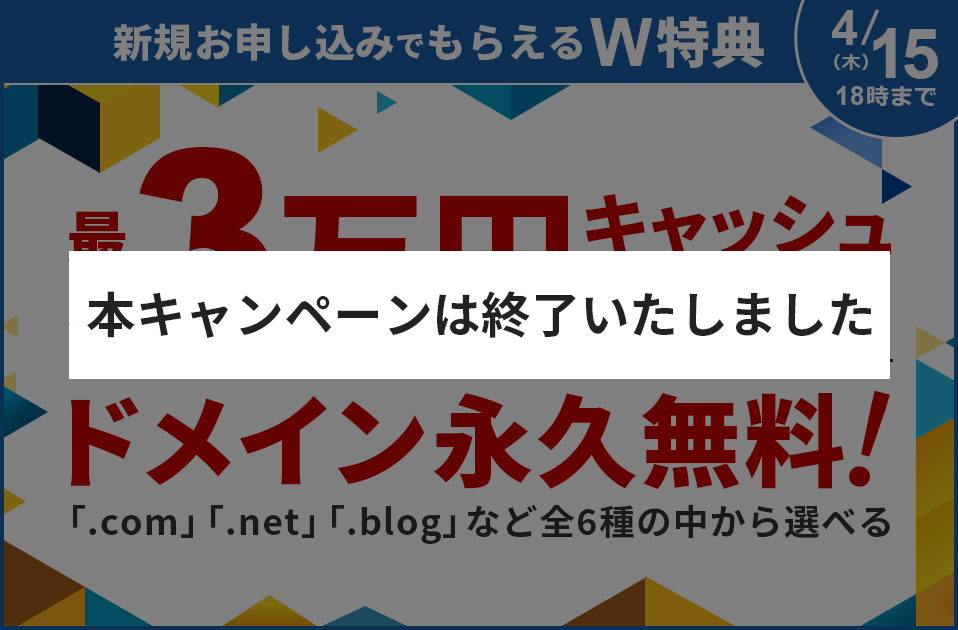 新規お申し込みでもらえるW特典
4/15
(木)
18時まで
最
3万円キャッシュ
本キャンペーンは終了いたしました
ドメイン永久無料!
「.com」「.net」「.blog」など全6種の中から選べる